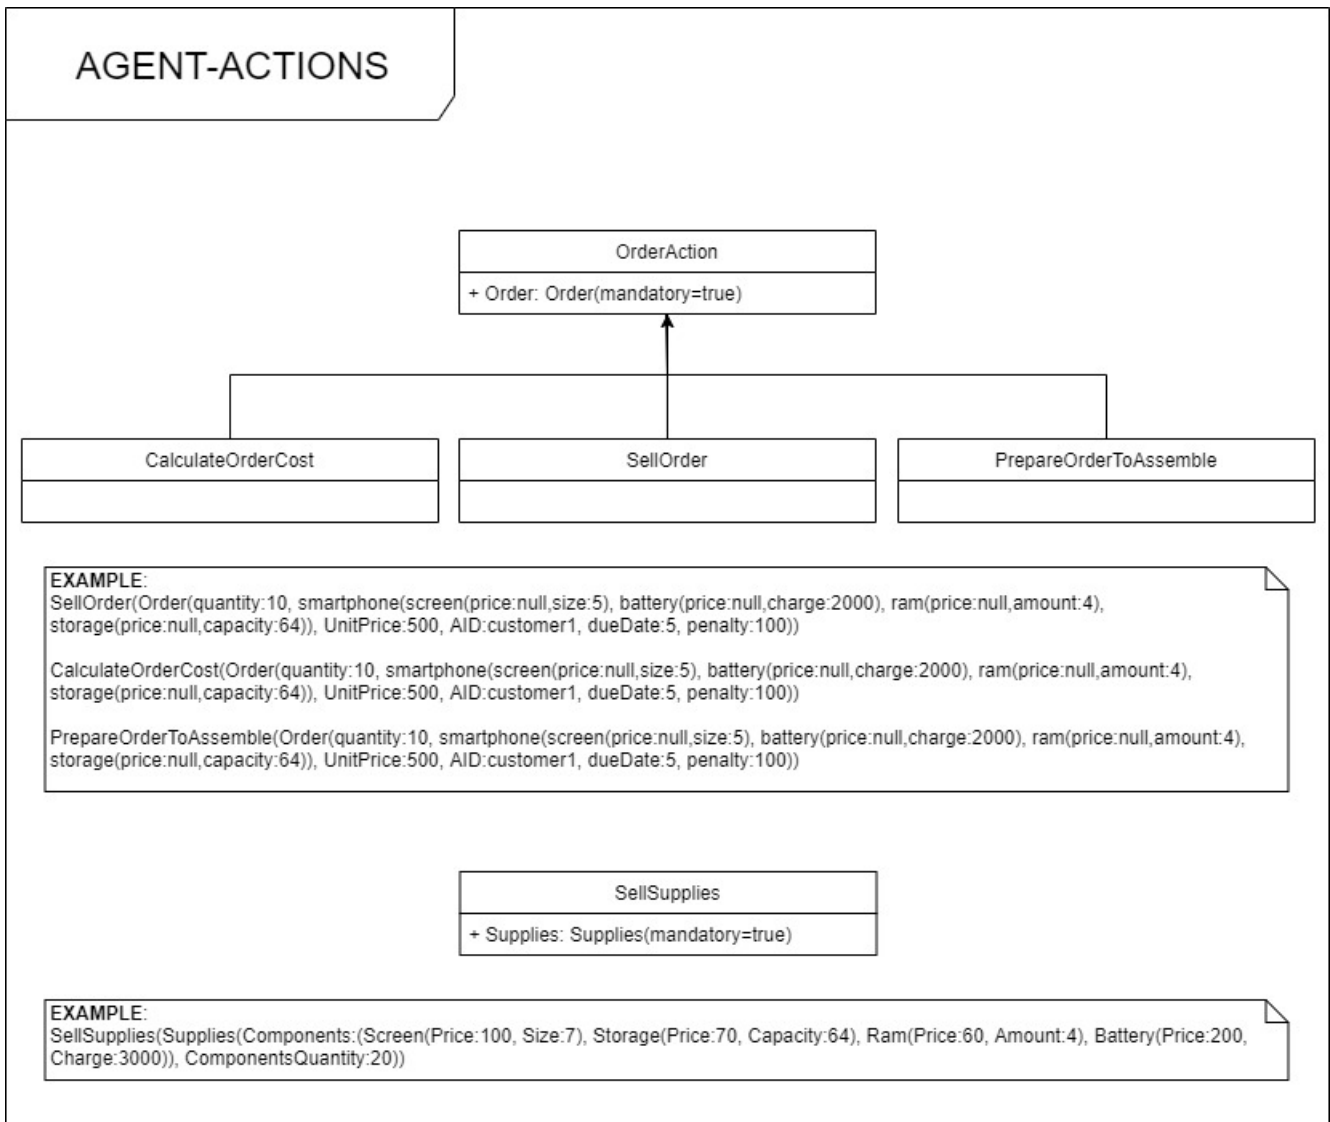 AGENT-ACTIONS
OrderAction
+ Order: Order(mandatory=true)
CalculateOrderCost
SellOrder
PrepareOrderToAssemble
EXAMPLE:
SellOrder(Order(quantity:10, smartphone(screen(price:null,size:5), battery(price:null,charge:2000), ram(price:null,amount:4),
storage(price:null,capacity:64)), UnitPrice:500, AID:customer1, dueDate:5, penalty:100))
CalculateOrderCost(Order(quantity:10, smartphone(screen(price:null,size:5), battery(price:null,charge:2000), ram(price:null,amount:4),
storage(price:null,capacity:64)), UnitPrice:500, AID:customer1, dueDate:5, penalty:100))
PrepareOrderToAssemble(Order(quantity:10, smartphone(screen(price:null,size:5), battery(price:null,charge:2000), ram(price:null,amount:4),
storage(price:null,capacity:64)), UnitPrice:500, AID:customer1, dueDate:5, penalty:100))
SellSupplies
+ Supplies: Supplies(mandatory=true)
EXAMPLE:
SellSupplies(Supplies(Components:(Screen(Price:100, Size:7), Storage(Price:70, Capacity:64), Ram(Price:60, Amount:4), Battery(Price:200,
Charge:3000)), ComponentsQuantity:20))